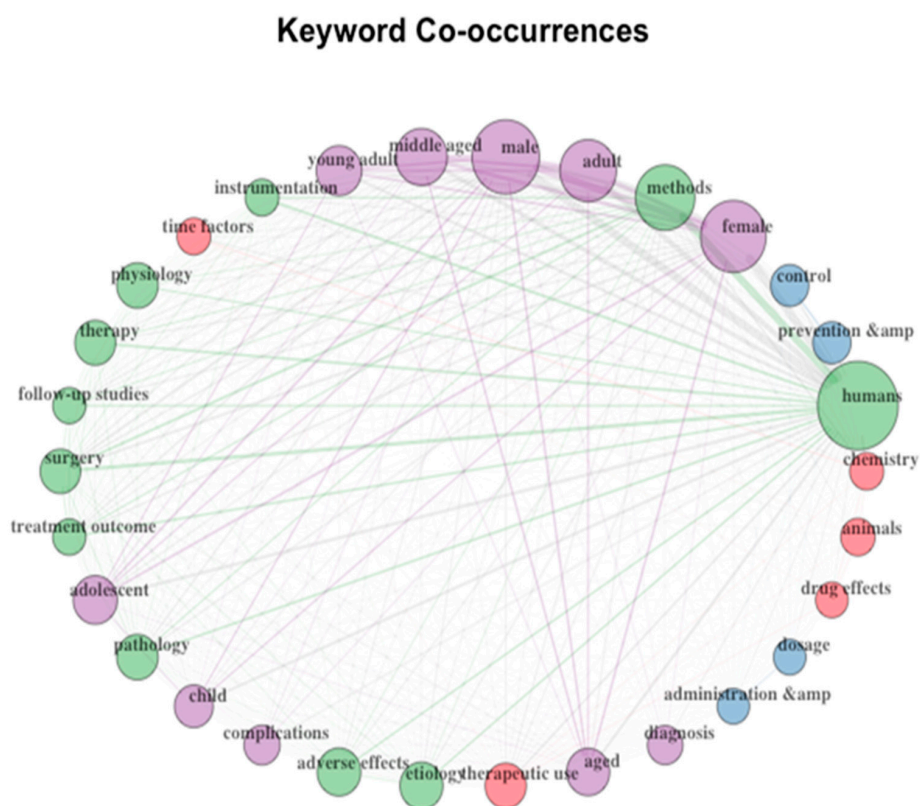 Keyword Co-occurrences
middle aged
male
young adult
adult
instrumentation
methods
time factors
female
physiology
control
therapy
prevention &amp
follow-up studies
humans
surgery
chemistry
treatment outcome
animals
adolescent
drug effects
pathology
dosage
child
administration &amp
complications
diagnosis
adverse effects
etiology
therapeutic use
aged